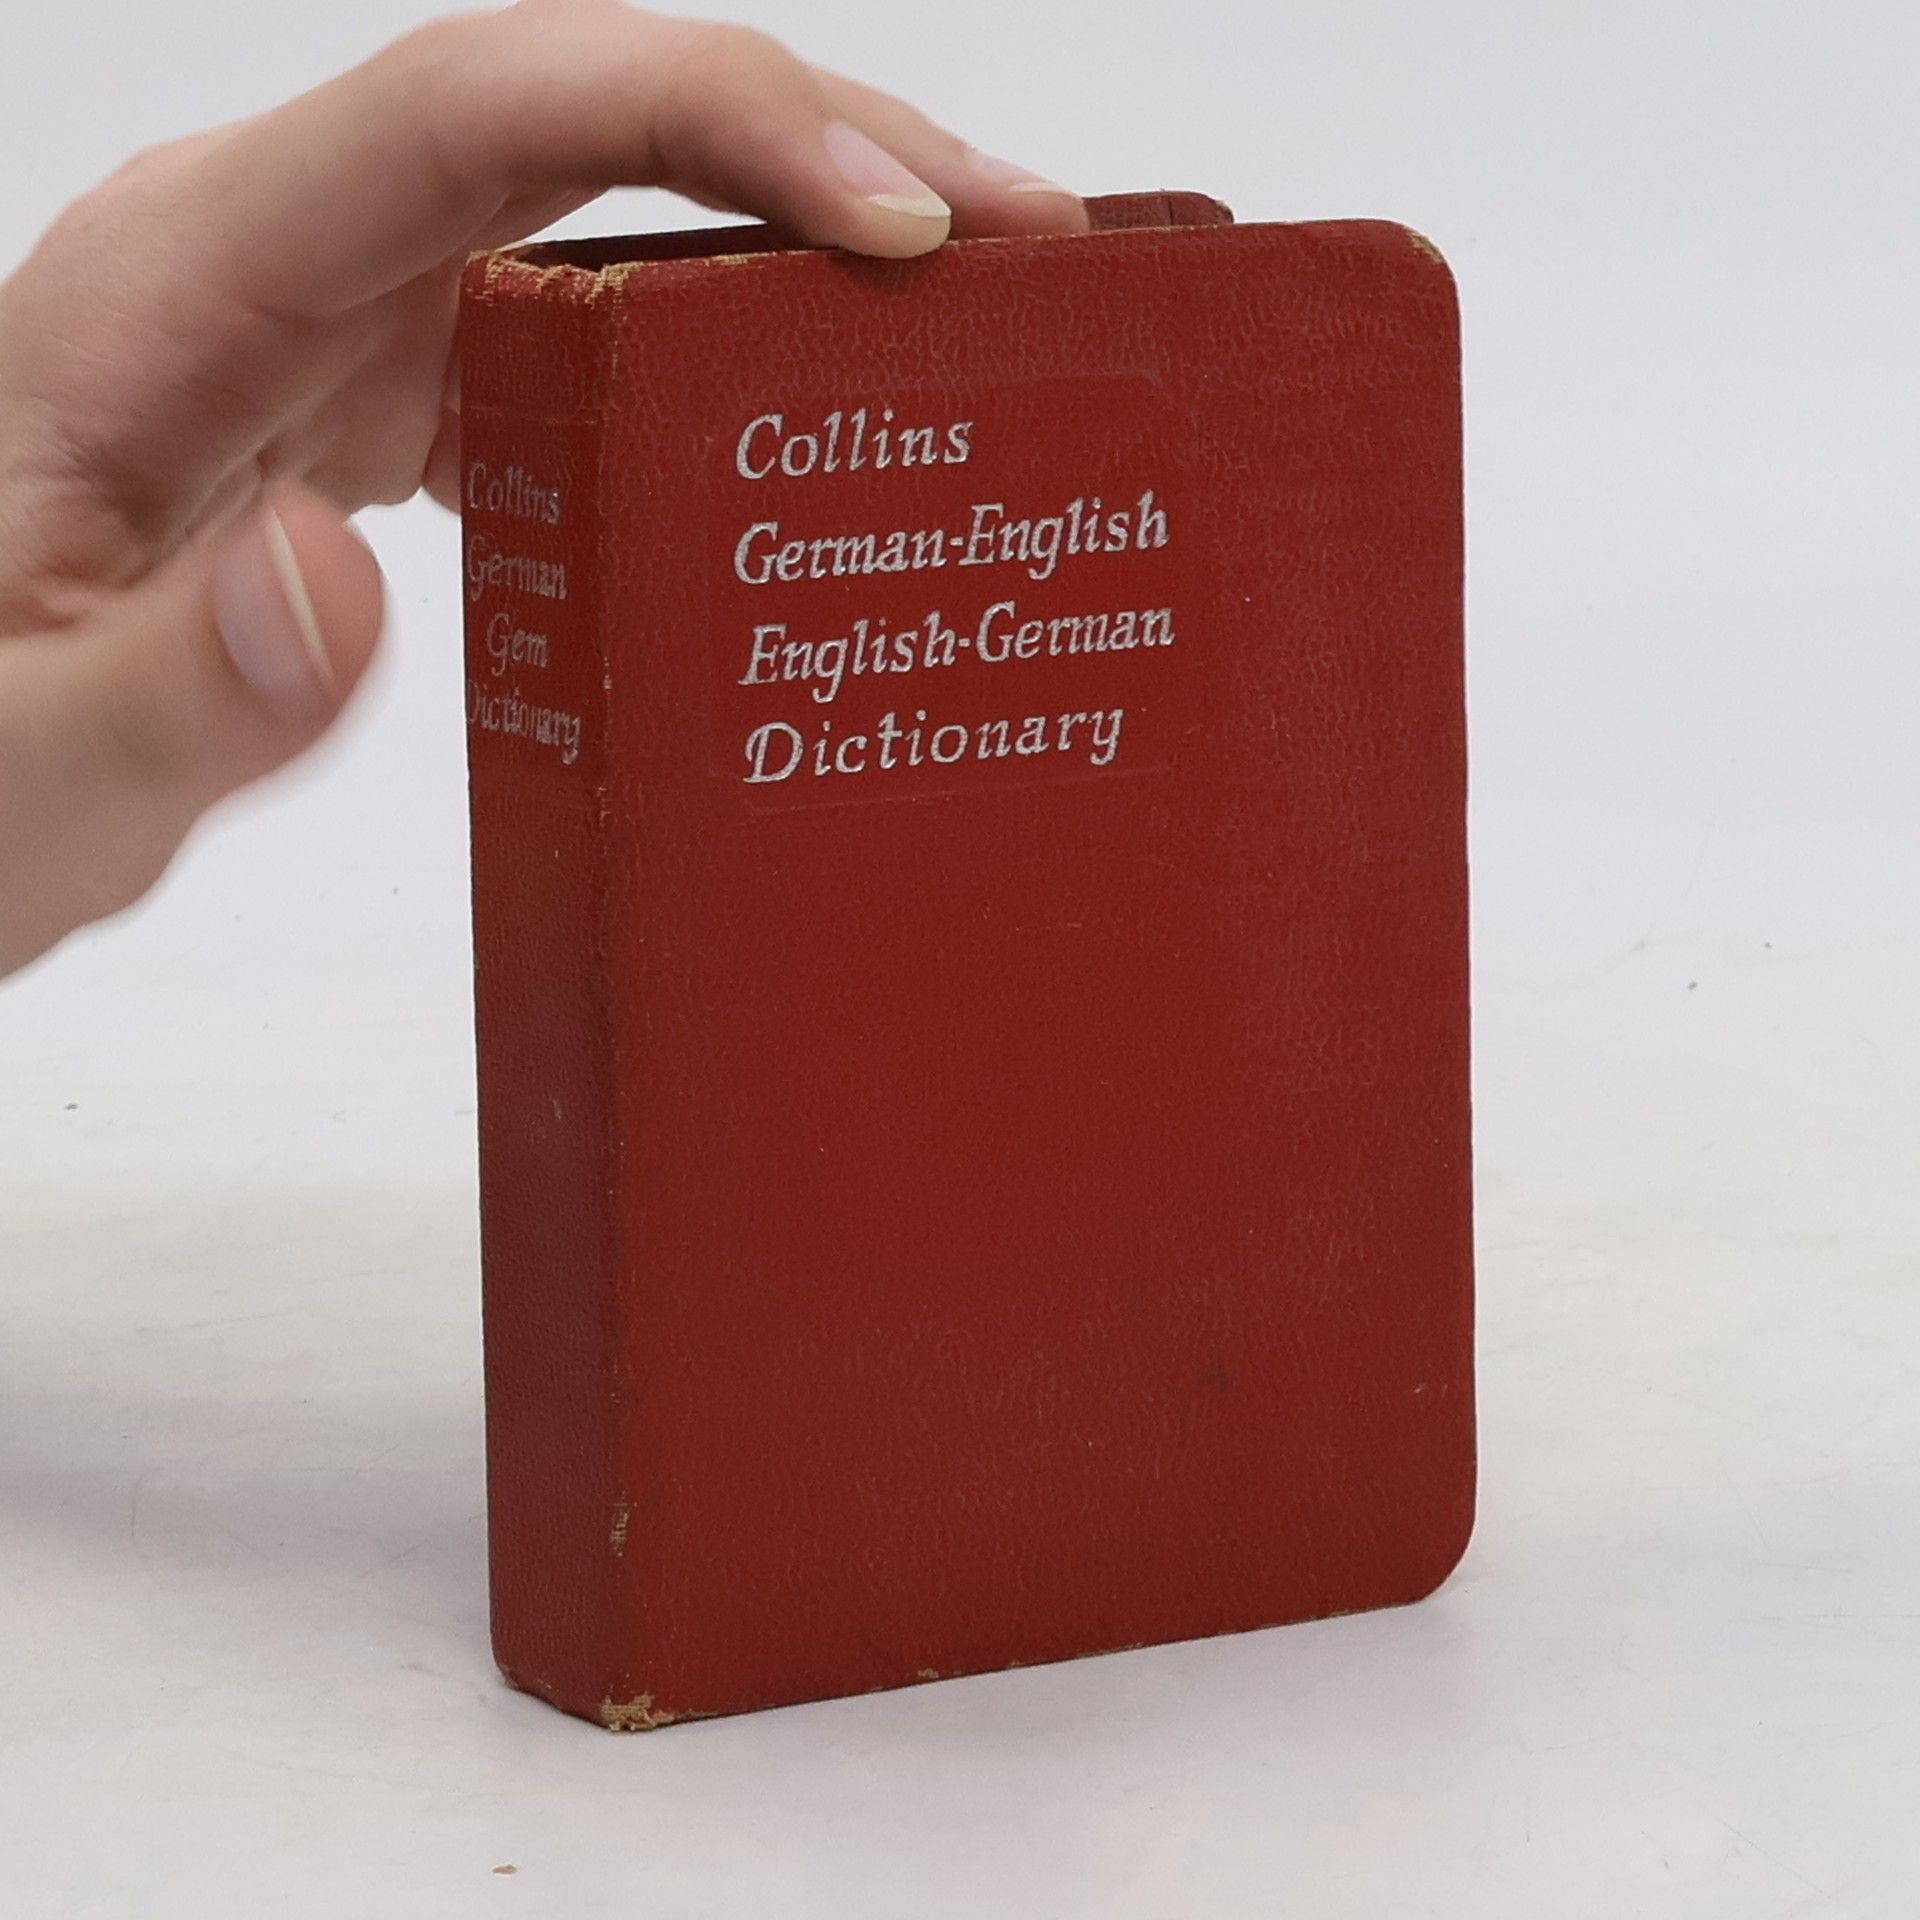 Collins
German
Gem
Dictionary
Collins
German-English
English-German
Dictionary